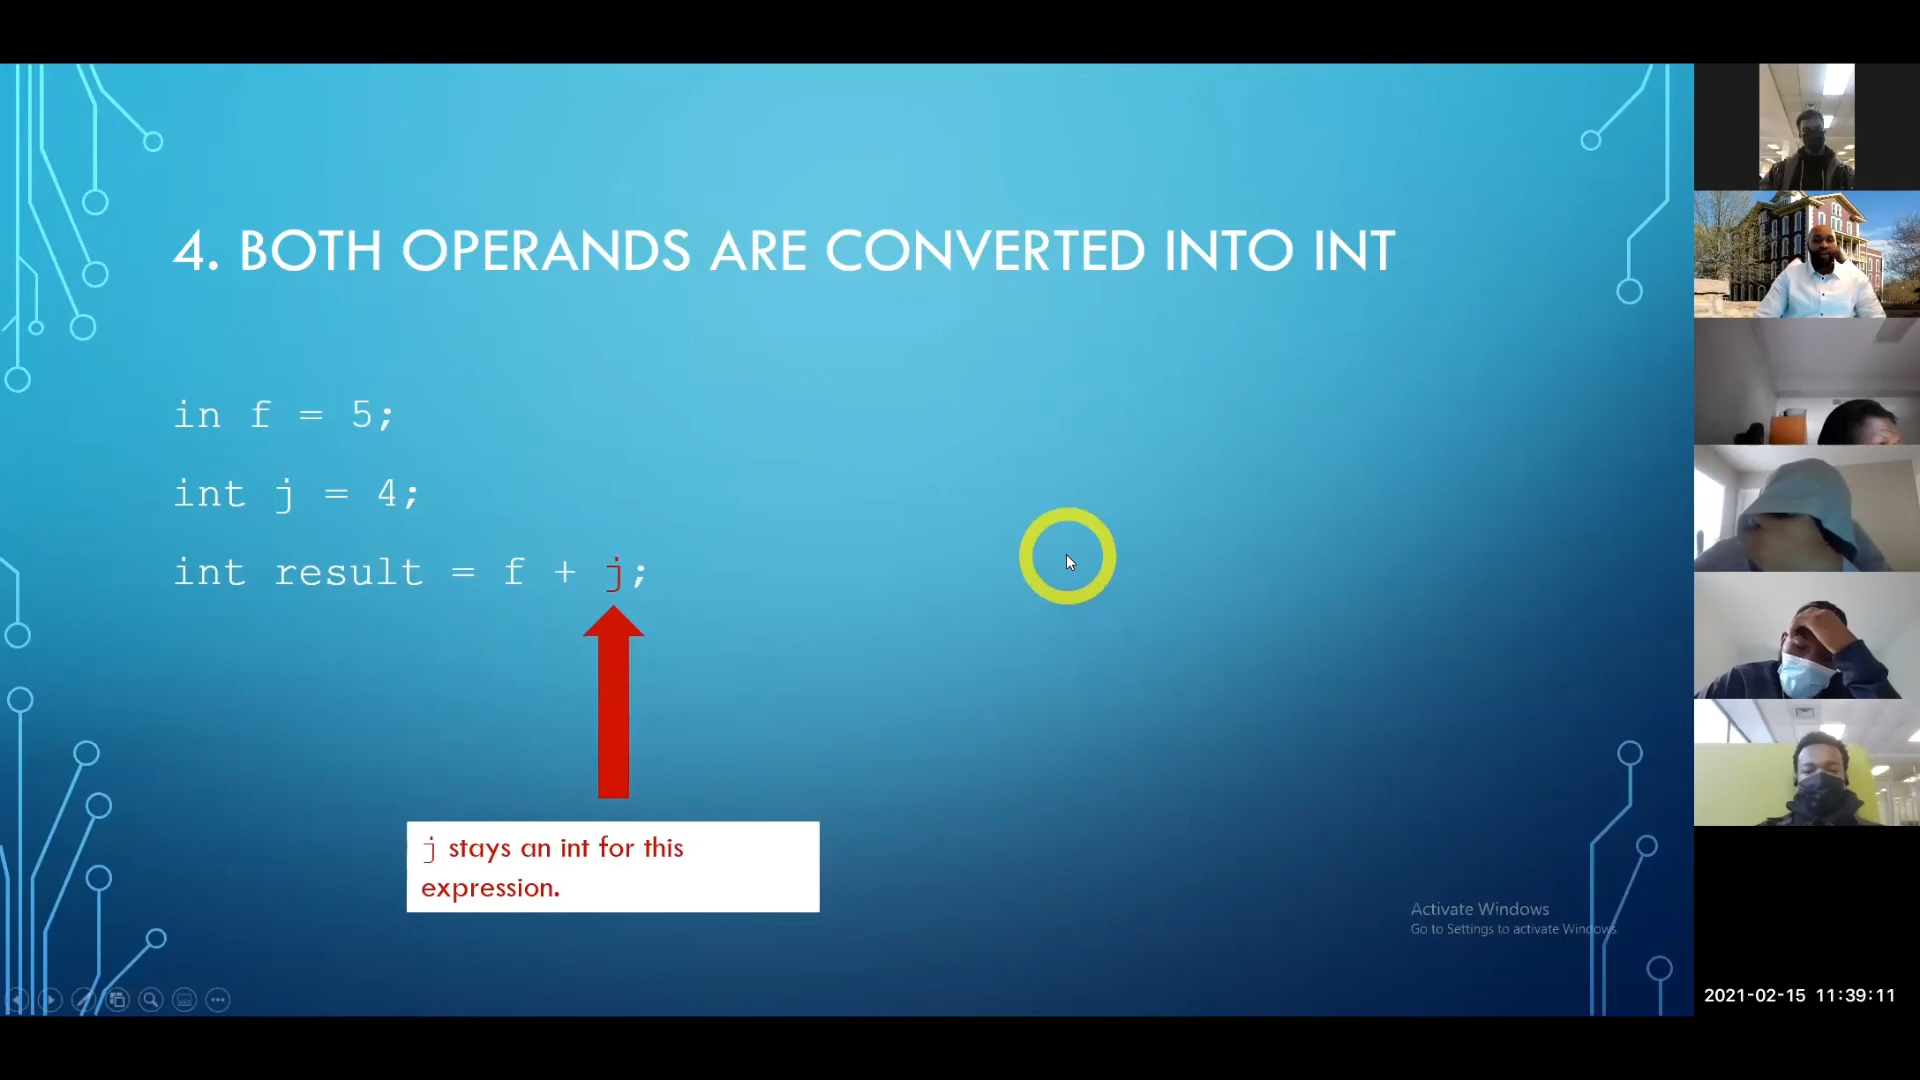 4. BOTH OPERANDS ARE CONVERTED INTO INT
in f = 5;
int j = 4;
int result = f + j;
j stays an int for this
expression.
Activate Windows
Go to Settings to activate Windows.
2021-02-15 11:39:11